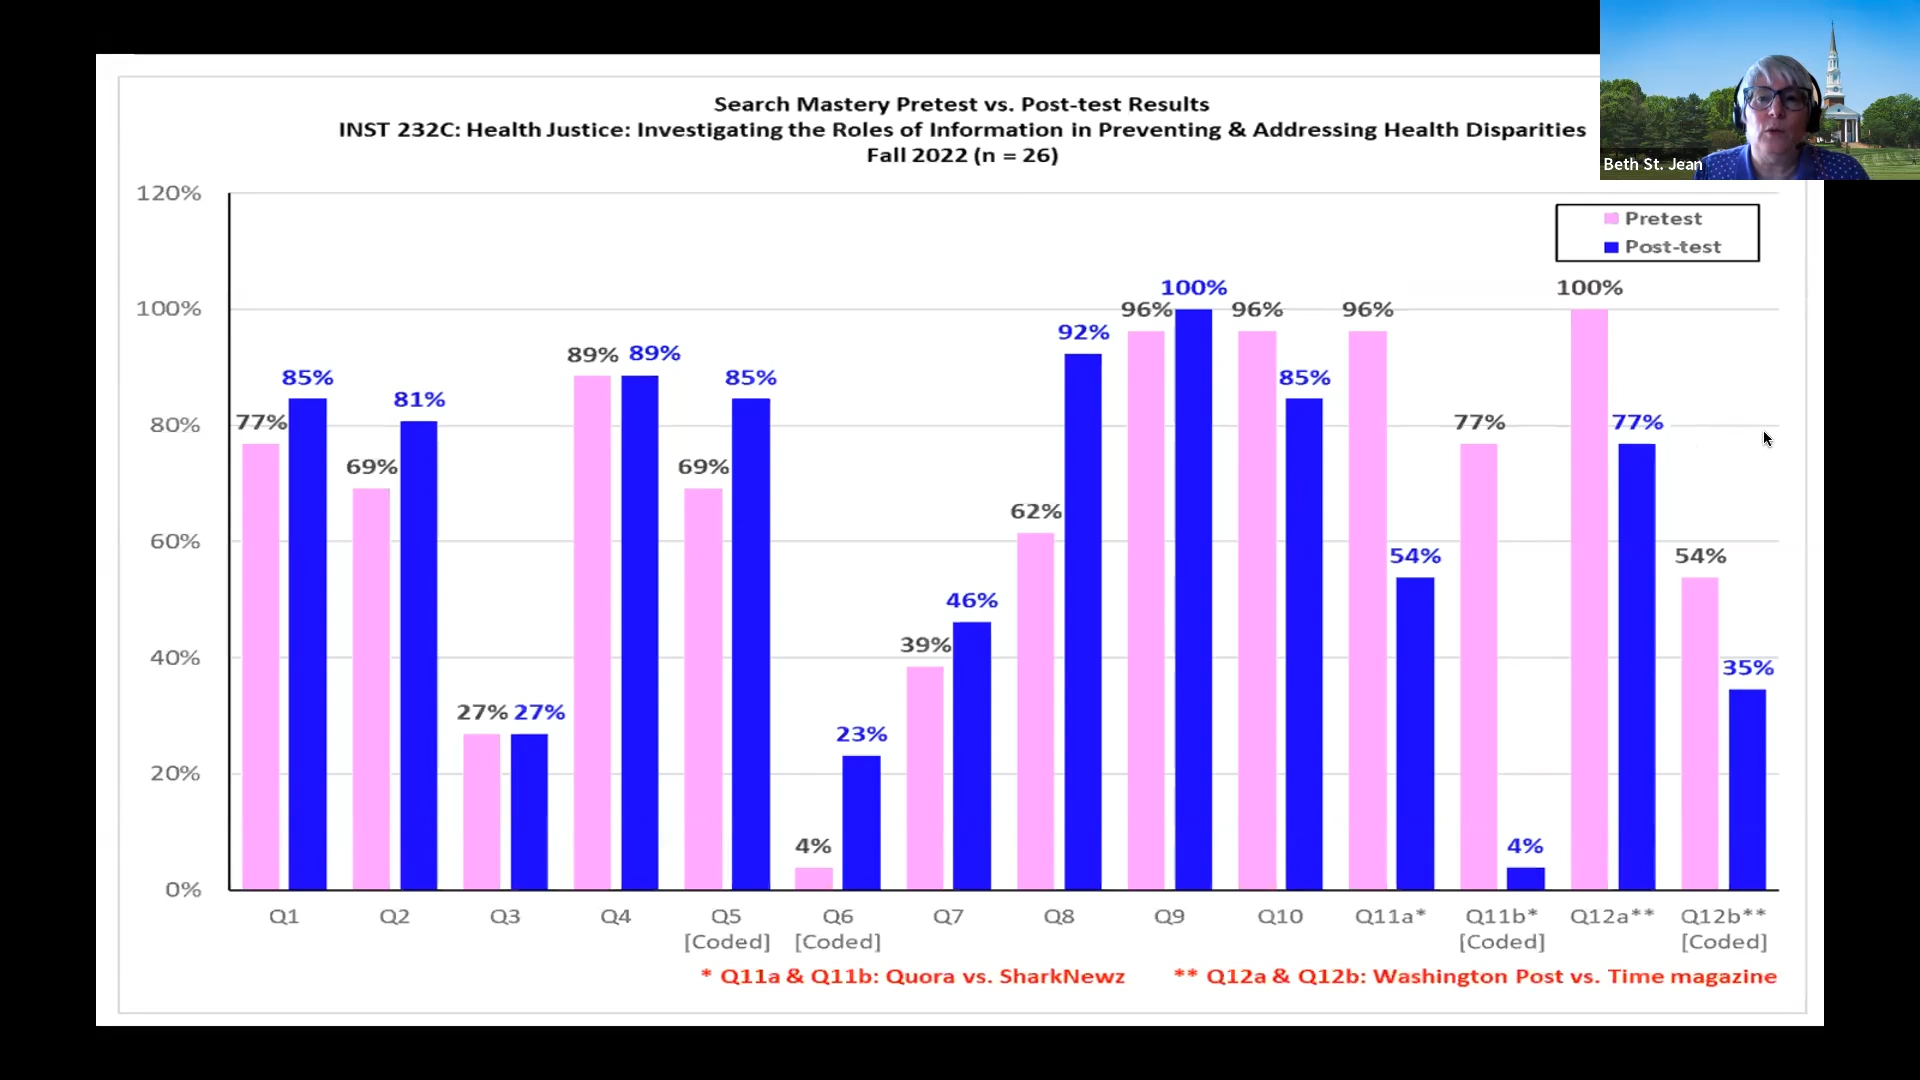 Search Mastery Pretest vs. Post-test Results
INST 232C: Health Justice: Investigating the Roles of Information in Preventing & Addressing Health Disparities
Fall 2022 (n = 26)
Beth St. Jean
Pretest
Post-test
120%
100%
80%
60%
40%
20%
0%
77% 85%
69% 81%
27% 27%
89% 89%
69% 85%
4% 23%
39% 46%
62% 92%
96% 100%
96% 85%
96% 54%
77% 4%
100% 77%
54% 35%
Q1 Q2 Q3 Q4 Q5 Q6 Q7 Q8 Q9 Q10 Q11a* Q11b* Q12a** Q12b**
[Coded] [Coded] [Coded] [Coded]
* Q11a & Q11b: Quora vs. SharkNewz ** Q12a & Q12b: Washington Post vs. Time magazine